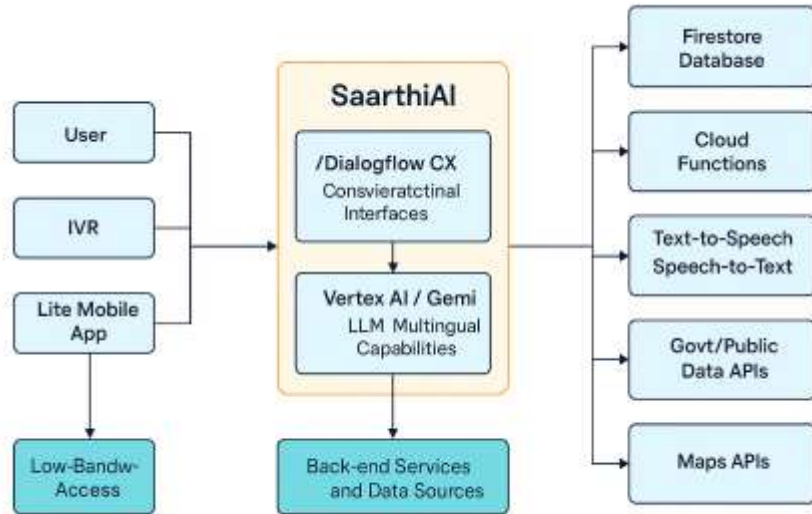 User
IVR
Lite Mobile
App
Low-Bandw-
Access
SaarthiAI
/Dialogflow CX
Consvieratctinal
Interfaces
Vertex AI / Gemi
LLM Multingual
Capabilities
Back-end Services
and Data Sources
Firestore
Database
Cloud
Functions
Text-to-Speech
Speech-to-Text
Govt/Public
Data APIs
Maps APIs